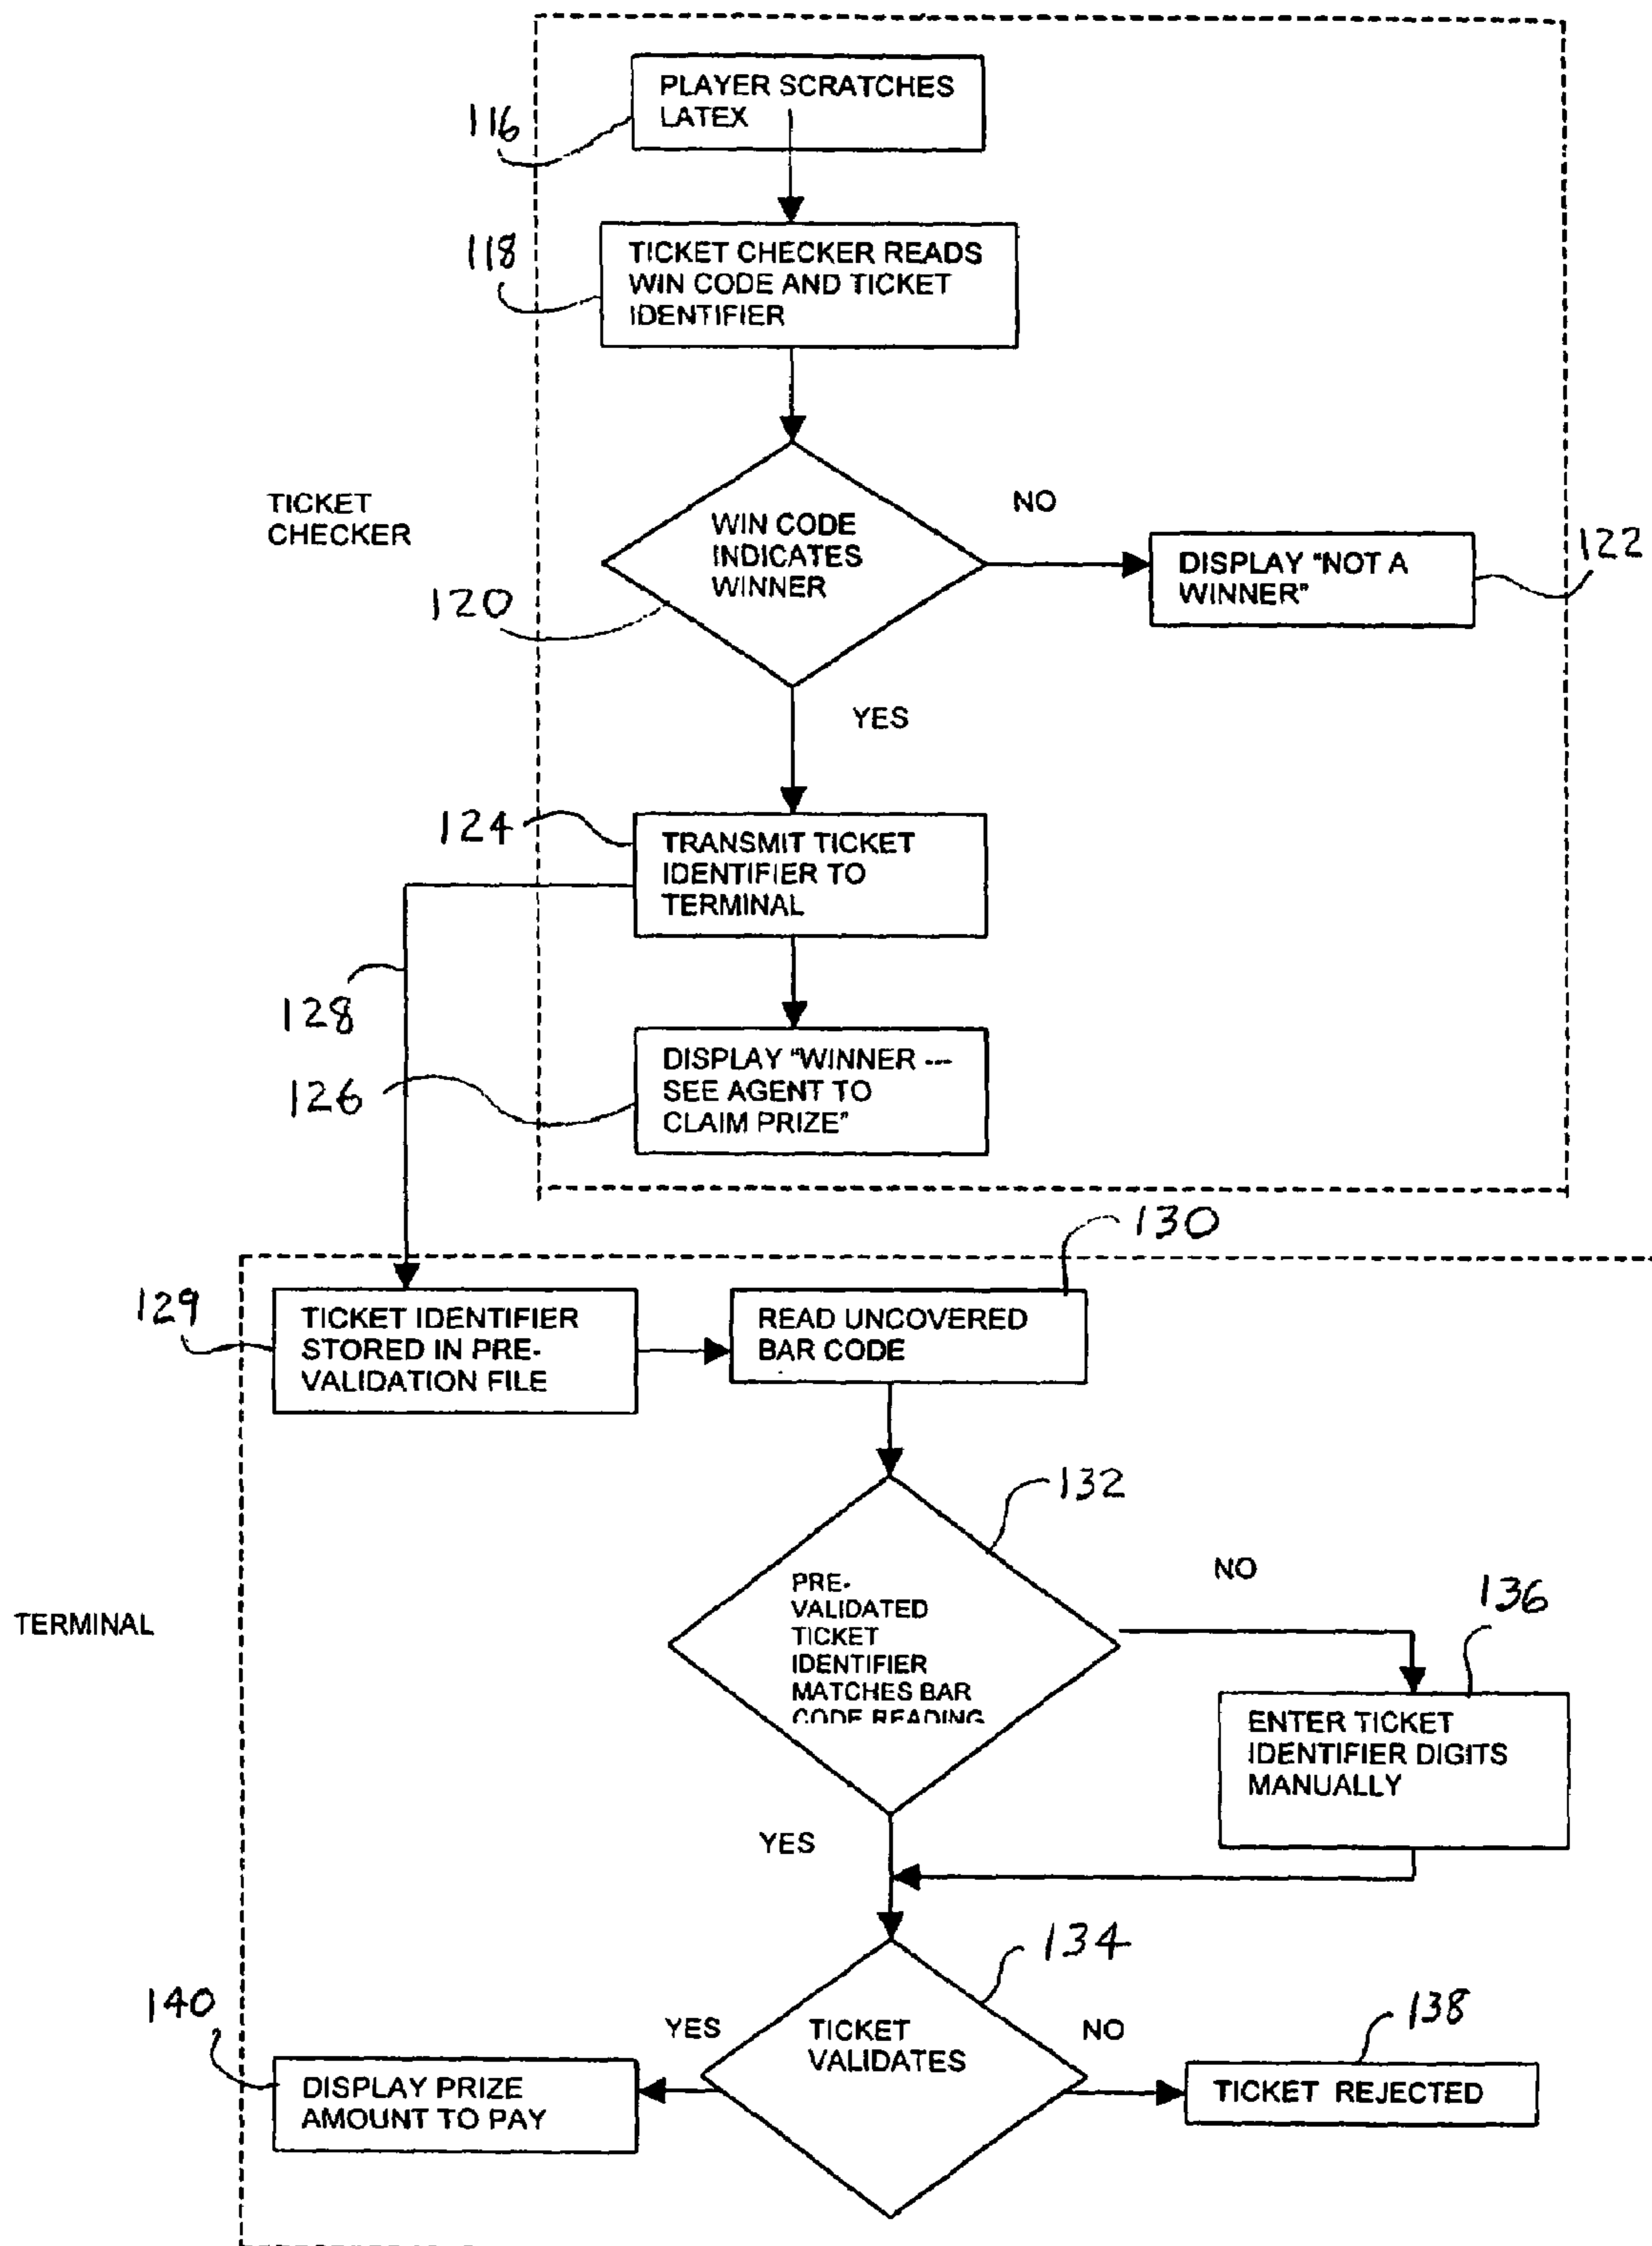 PLAYER SCRATCHES
LATEX
116
118
TICKET CHECKER READS
WIN CODE AND TICKET
IDENTIFIER
TICKET
CHECKER
WIN CODE
INDICATES
WINNER
120
NO
DISPLAY "NOT A
WINNER"
122
YES
124
TRANSMIT TICKET
IDENTIFIER TO
TERMINAL
128
126
DISPLAY "WINNER ---
SEE AGENT TO
CLAIM PRIZE"
130
129
TICKET IDENTIFIER
STORED IN PRE-
VALIDATION FILE
READ UNCOVERED
BAR CODE
132
TERMINAL
PRE-
VALIDATED
TICKET
IDENTIFIER
MATCHES BAR
CODE READING
NO
136
ENTER TICKET
IDENTIFIER DIGITS
MANUALLY
YES
134
140
YES
TICKET
VALIDATES
NO
138
DISPLAY PRIZE
AMOUNT TO PAY
TICKET REJECTED